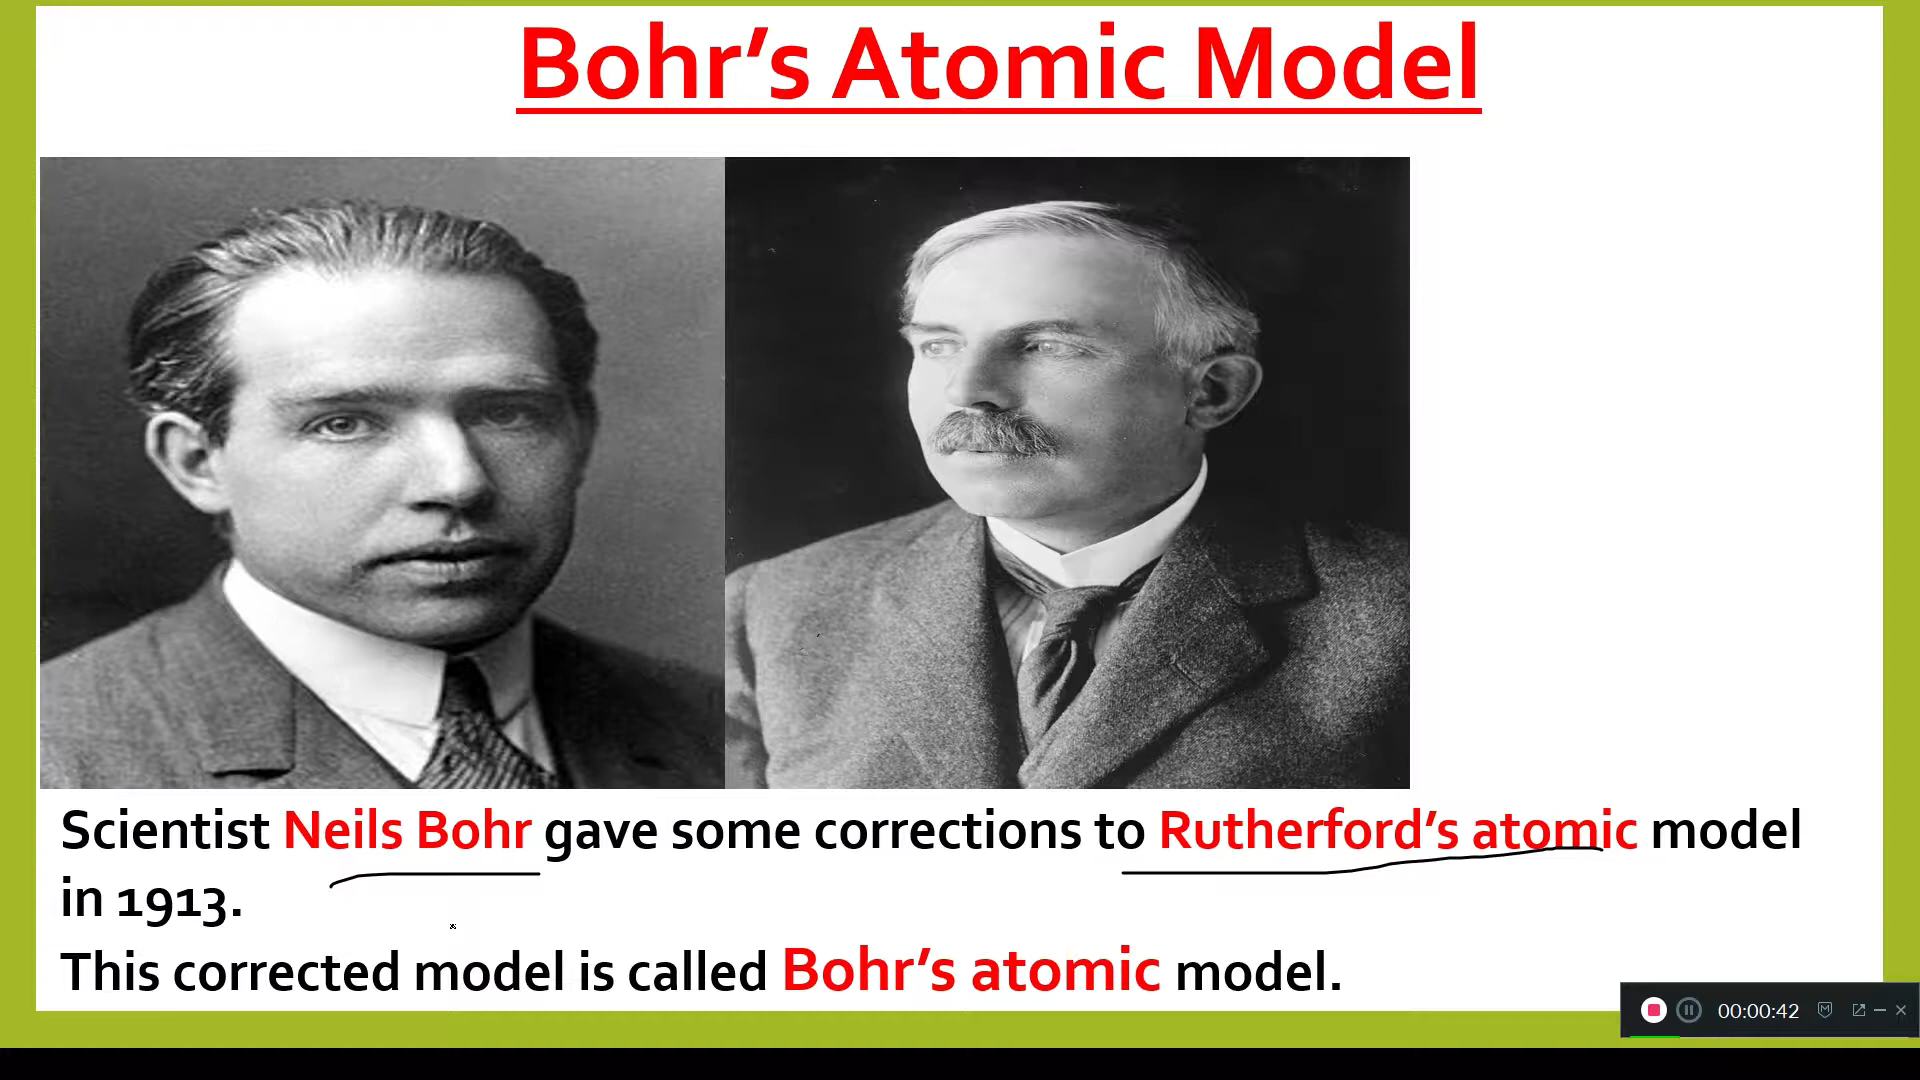 Bohr’s Atomic Model
Scientist Neils Bohr gave some corrections to Rutherford’s atomic model
in 1913.
This corrected model is called Bohr’s atomic model.
00:00:42